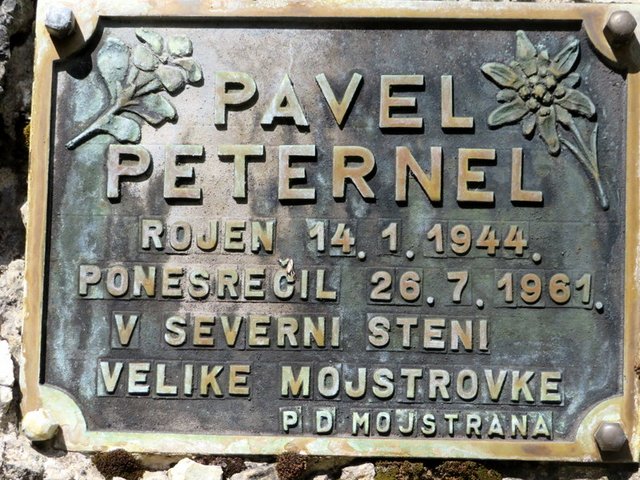 PAVEL
PETERNEL
ROJEN 14. 1. 1944.
PONESREČIL 26. 7. 1961.
V SEVERNI STENI
VELIKE MOJSTROVKE
P D MOJSTRANA